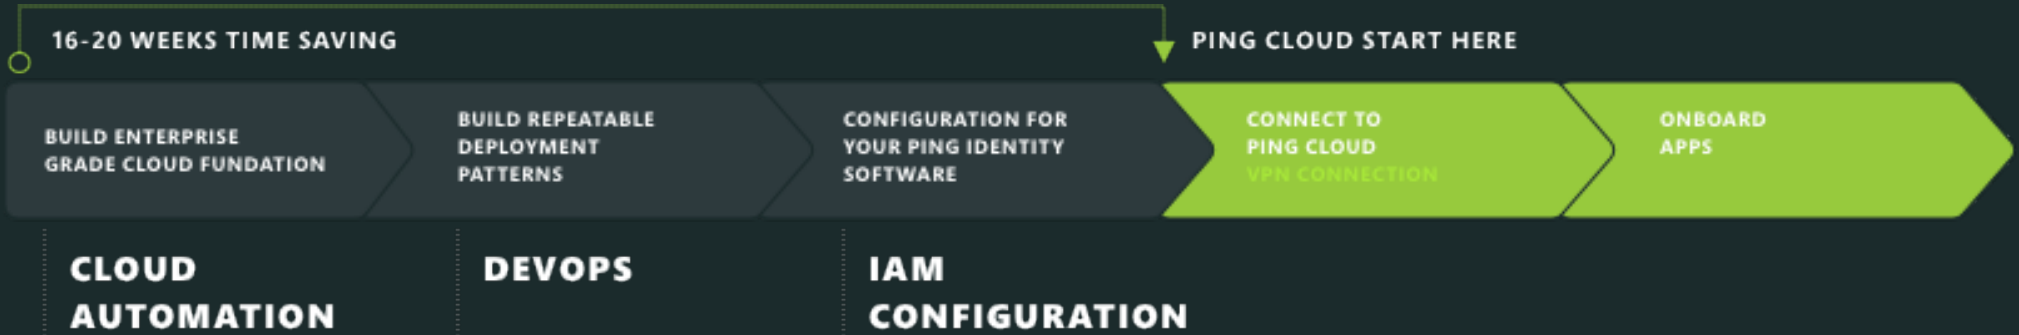 16-20 WEEKS TIME SAVING
PING CLOUD START HERE
BUILD ENTERPRISE
GRADE CLOUD FUNDATION
BUILD REPEATABLE
DEPLOYMENT
PATTERNS
CONFIGURATION FOR
YOUR PING IDENTITY
SOFTWARE
CONNECT TO
PING CLOUD
VPN CONNECTION
ONBOARD
APPS
CLOUD
AUTOMATION
DEVOPS
IAM
CONFIGURATION